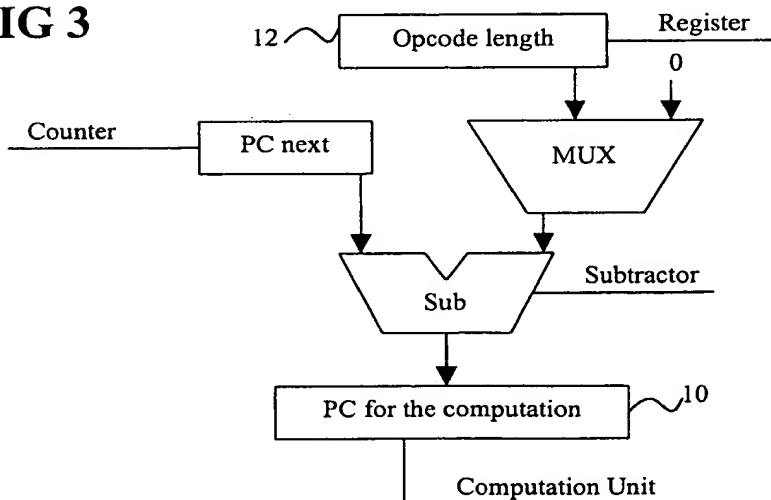 IG 3
12
Opcode length
Register
0
Counter
PC next
MUX
Sub
Subtractor
PC for the computation
10
Computation Unit